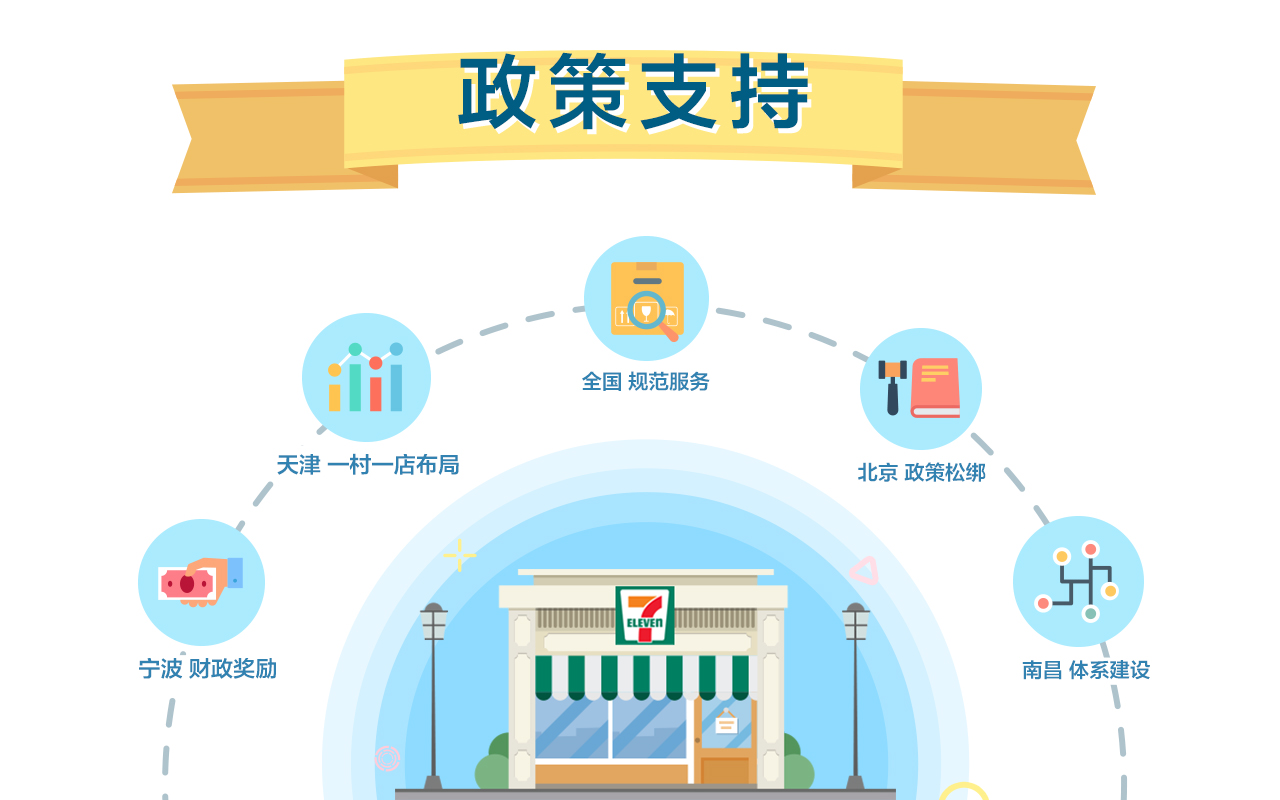 政策支持
全国 规范服务
天津 一村一店布局
北京 政策松绑
宁波 财政奖励
南昌 体系建设
7
ELEVEN